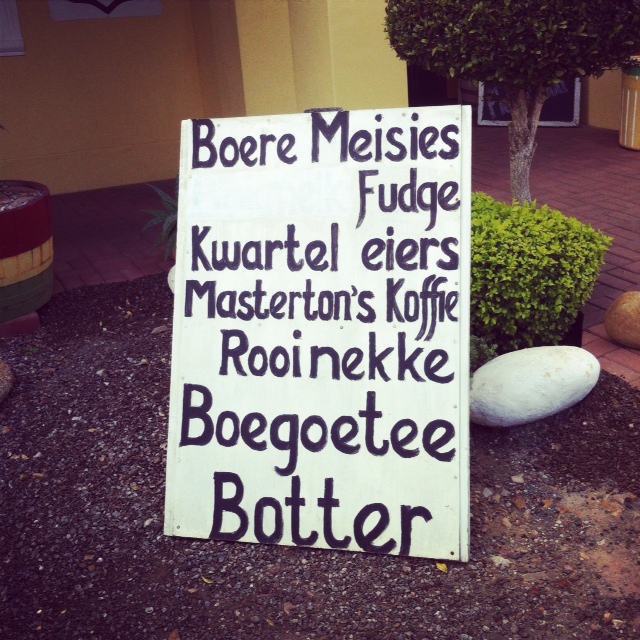 Boere Meisies
Fudge
Kwartel eiers
Masterton's Koffie
Rooinekke
Boegoetee
Botter